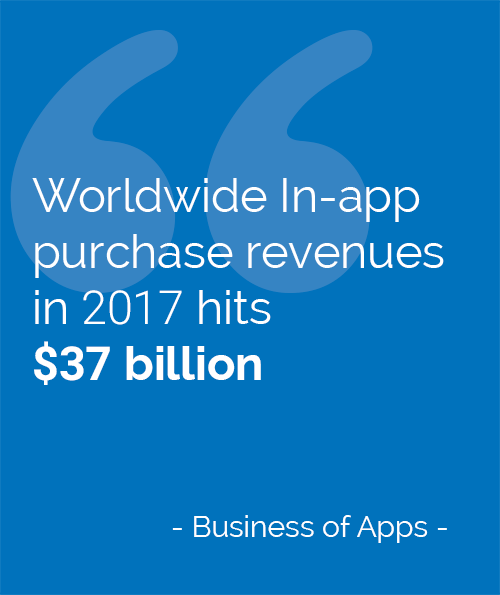 Worldwide In-app
purchase revenues
in 2017 hits
$37 billion
- Business of Apps -